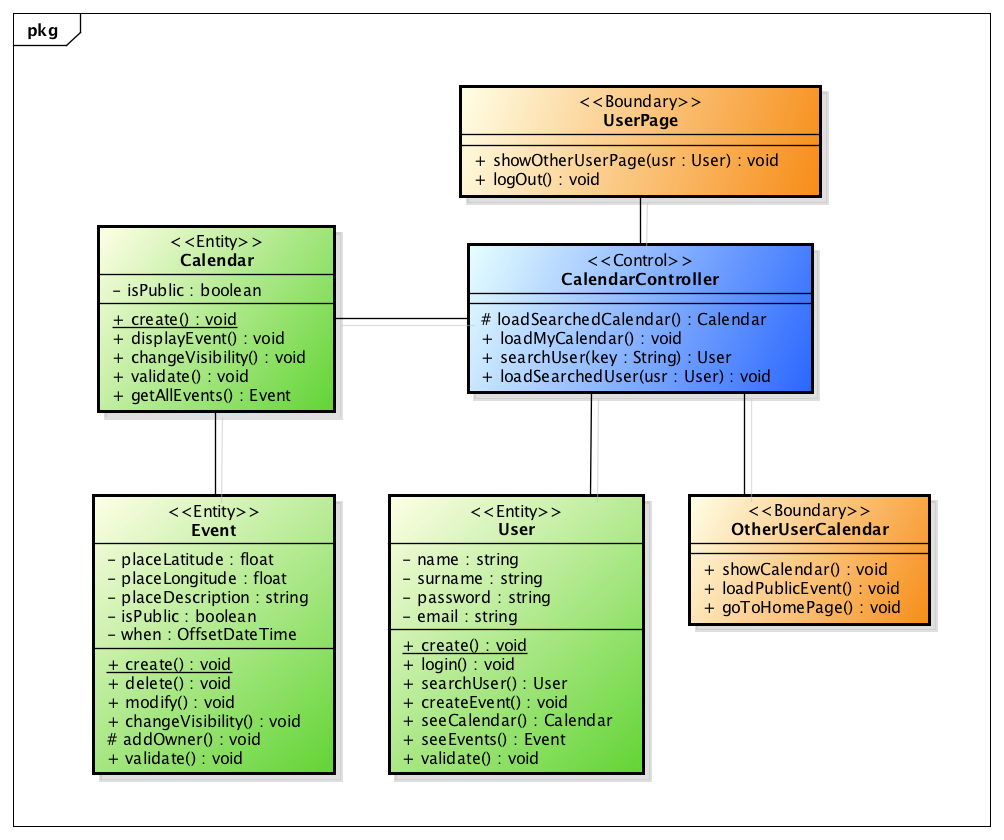 pkg
<<Boundary>>
UserPage
+ showOtherUserPage(usr : User) : void
+ logOut() : void
<<Entity>>
Calendar
– isPublic : boolean
+ create() : void
+ displayEvent() : void
+ changeVisibility() : void
+ validate() : void
+ getAllEvents() : Event
<<Control>>
CalendarController
# loadSearchedCalendar() : Calendar
+ loadMyCalendar() : void
+ searchUser(key : String) : User
+ loadSearchedUser(usr : User) : void
<<Entity>>
Event
– placeLatitude : float
– placeLongitude : float
– placeDescription : string
– isPublic : boolean
– when : OffsetDateTime
+ create() : void
+ delete() : void
+ modify() : void
+ changeVisibility() : void
# addOwner() : void
+ validate() : void
<<Entity>>
User
– name : string
– surname : string
– password : string
– email : string
+ create() : void
+ login() : void
+ searchUser() : User
+ createEvent() : void
+ seeCalendar() : Calendar
+ seeEvents() : Event
+ validate() : void
<<Boundary>>
OtherUserCalendar
+ showCalendar() : void
+ loadPublicEvent() : void
+ goToHomePage() : void